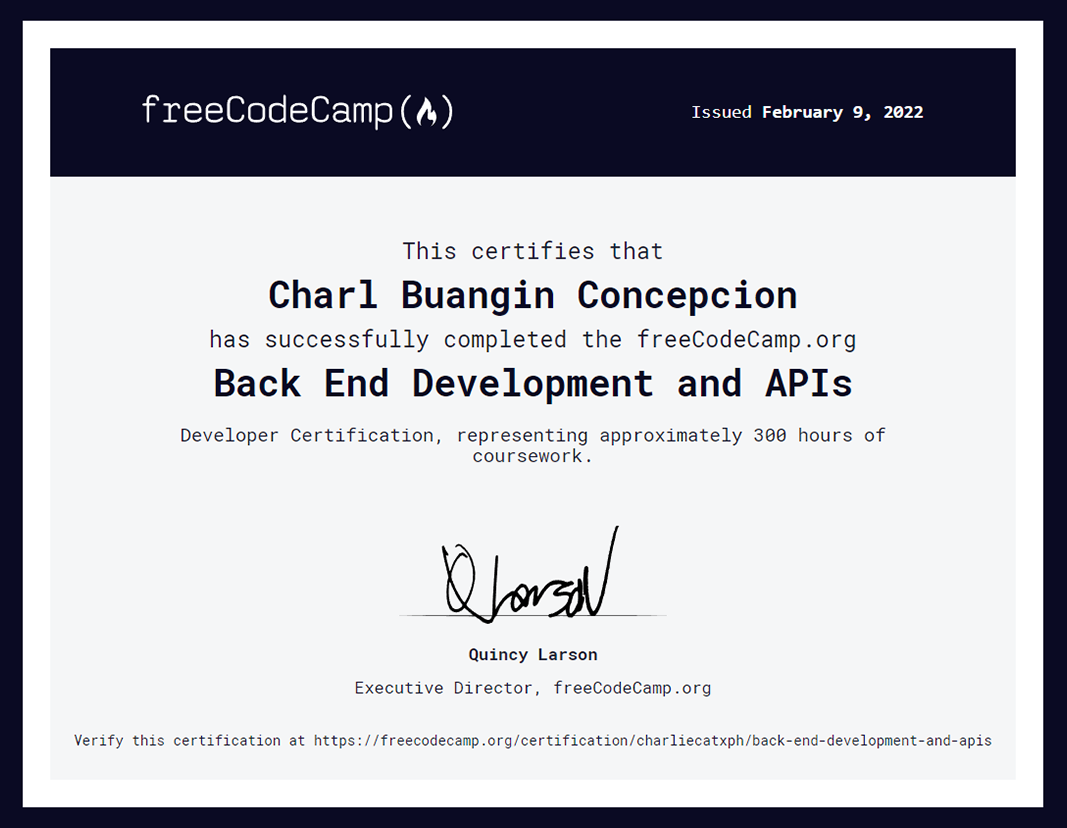 freeCodeCamp(🔥)
Issued February 9, 2022
This certifies that
Charl Buangin Concepcion
has successfully completed the freeCodeCamp.org
Back End Development and APIs
Developer Certification, representing approximately 300 hours of
coursework.
Q Larson
Quincy Larson
Executive Director, freeCodeCamp.org
Verify this certification at https://freecodecamp.org/certification/charliecatxph/back-end-development-and-apis